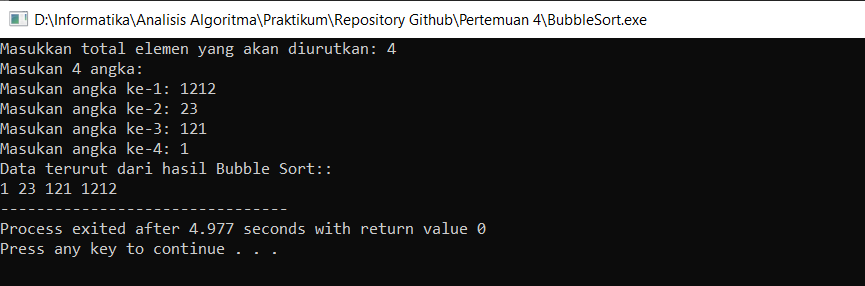 D:\Informatika\Analisis Algoritma\Praktikum\Repository Github\Pertemuan 4\BubbleSort.exe
Masukkan total elemen yang akan diurutkan: 4
Masukan 4 angka:
Masukan angka ke-1: 1212
Masukan angka ke-2: 23
Masukan angka ke-3: 121
Masukan angka ke-4: 1
Data terurut dari hasil Bubble Sort::
1 23 121 1212
--------------------------------
Process exited after 4.977 seconds with return value 0
Press any key to continue . . .